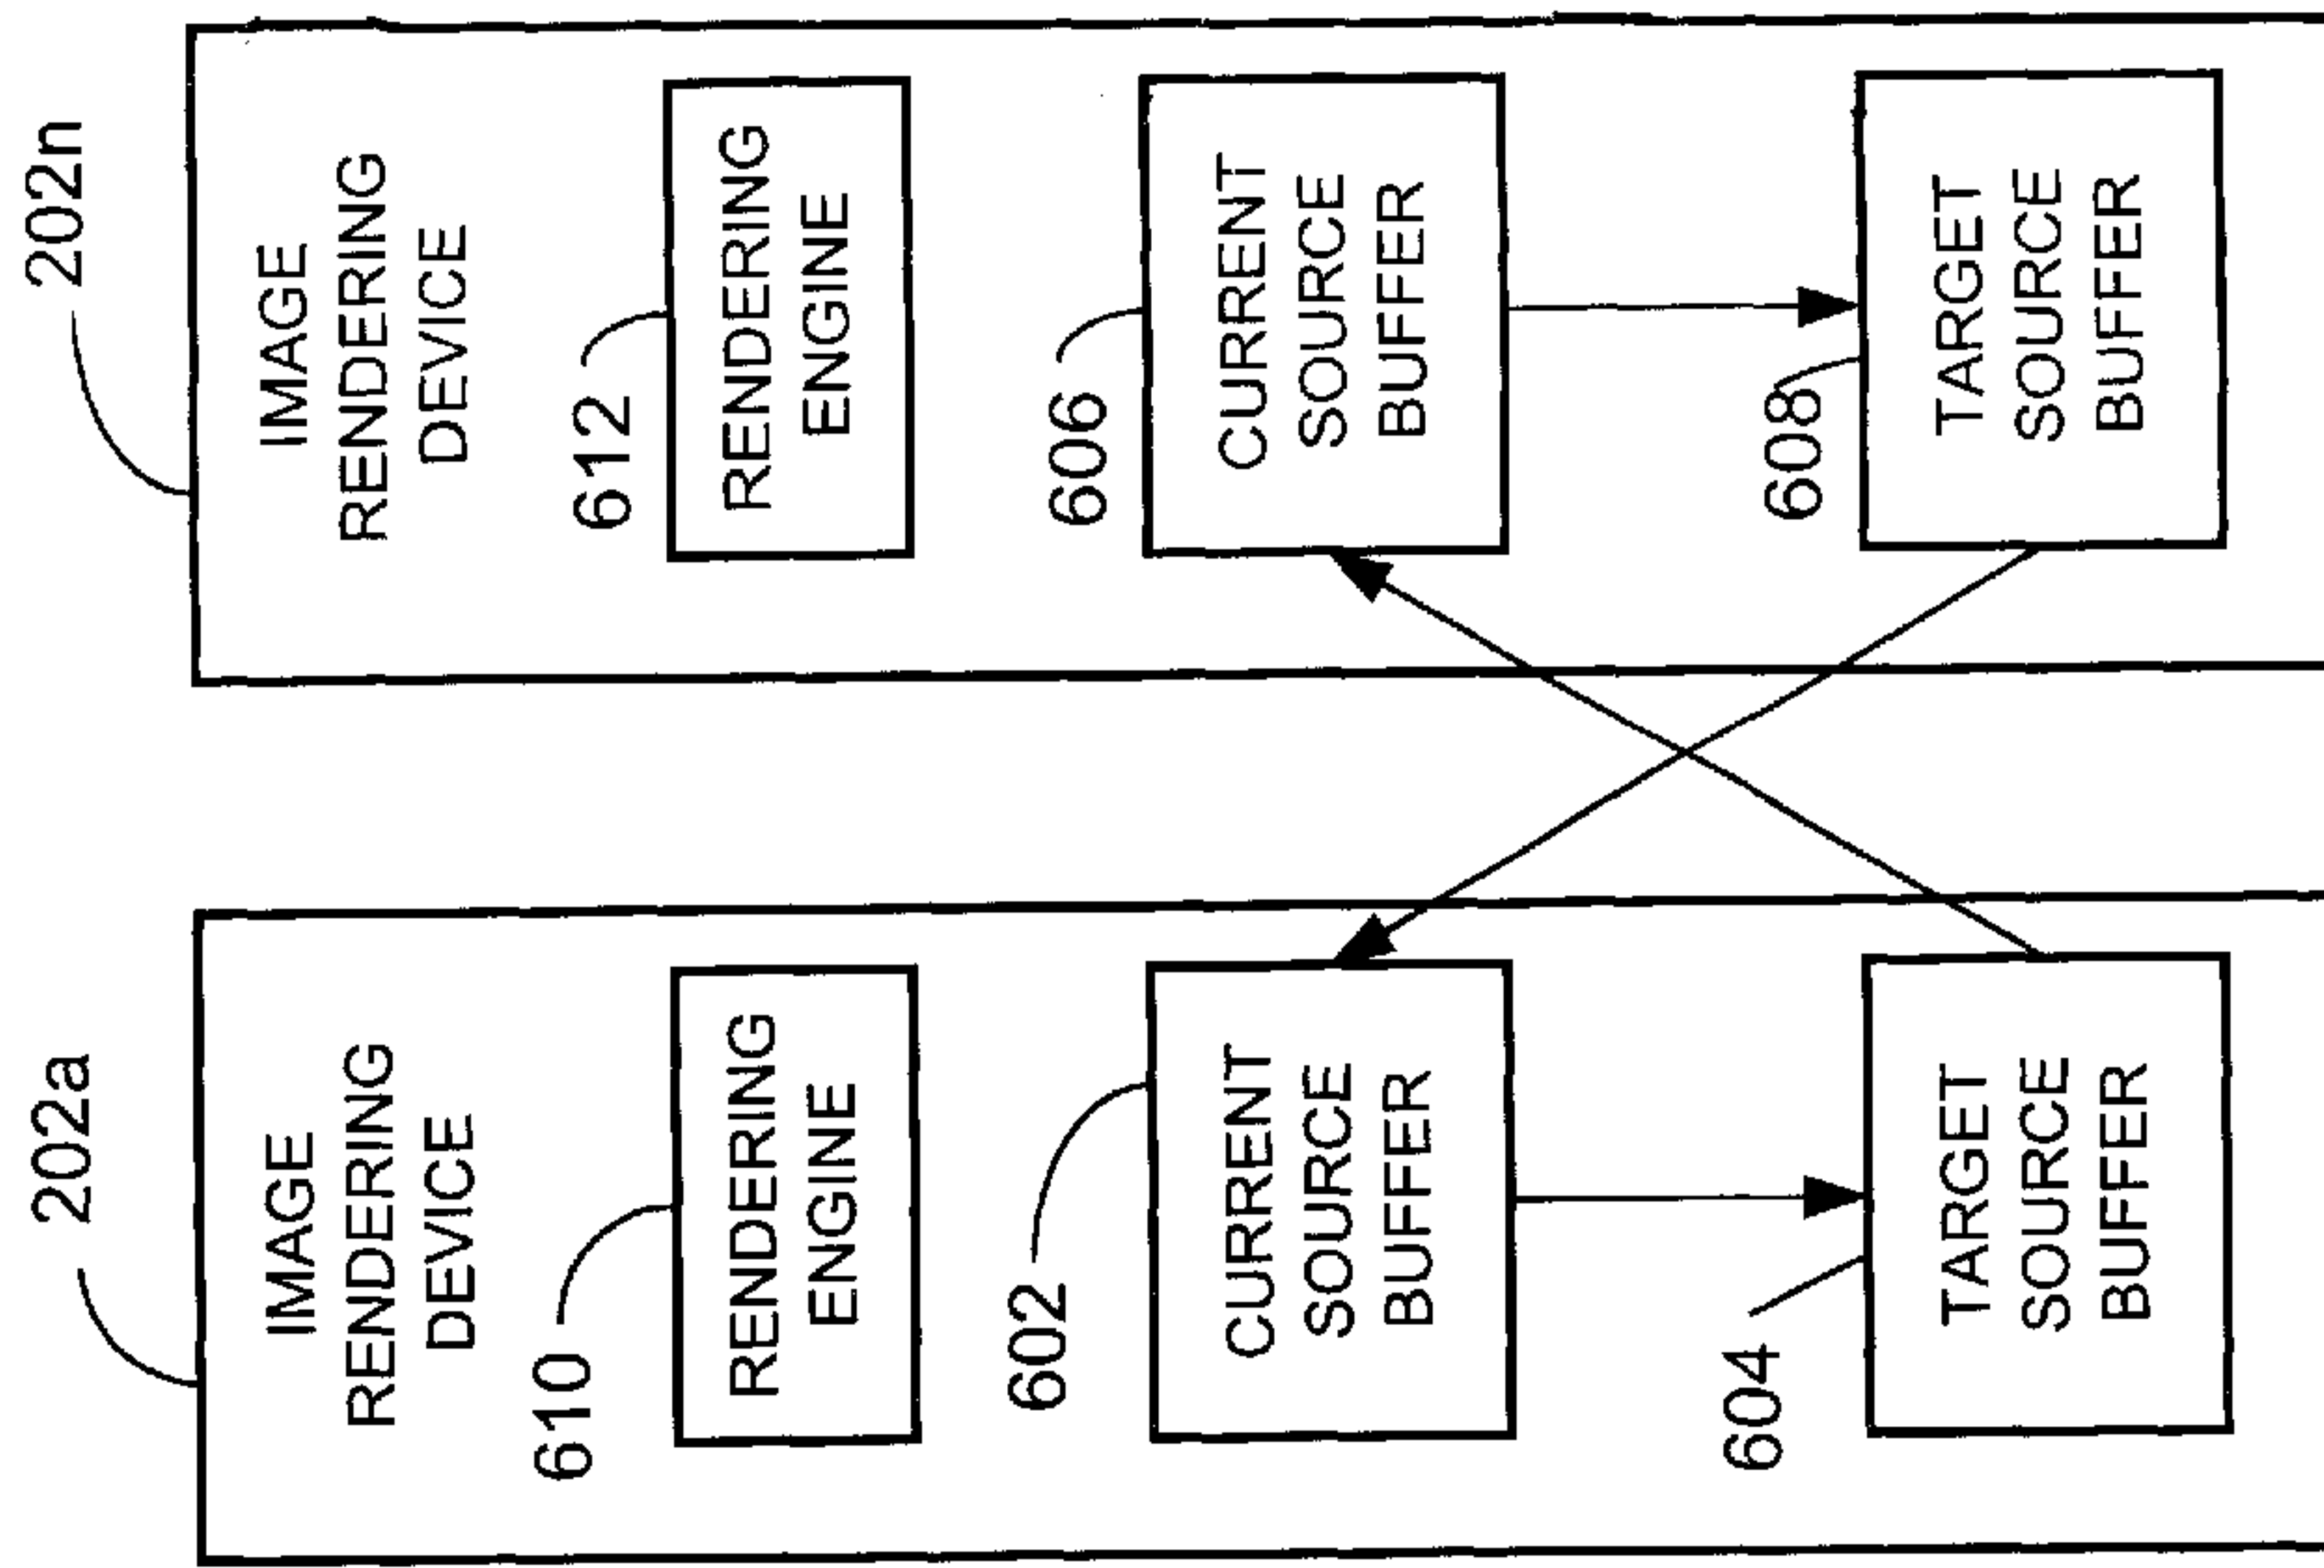 202a
IMAGE
RENDERING
DEVICE
610
RENDERING
ENGINE
602
CURRENT
SOURCE
BUFFER
604
TARGET
SOURCE
BUFFER
202n
IMAGE
RENDERING
DEVICE
612
RENDERING
ENGINE
606
CURRENT
SOURCE
BUFFER
608
TARGET
SOURCE
BUFFER